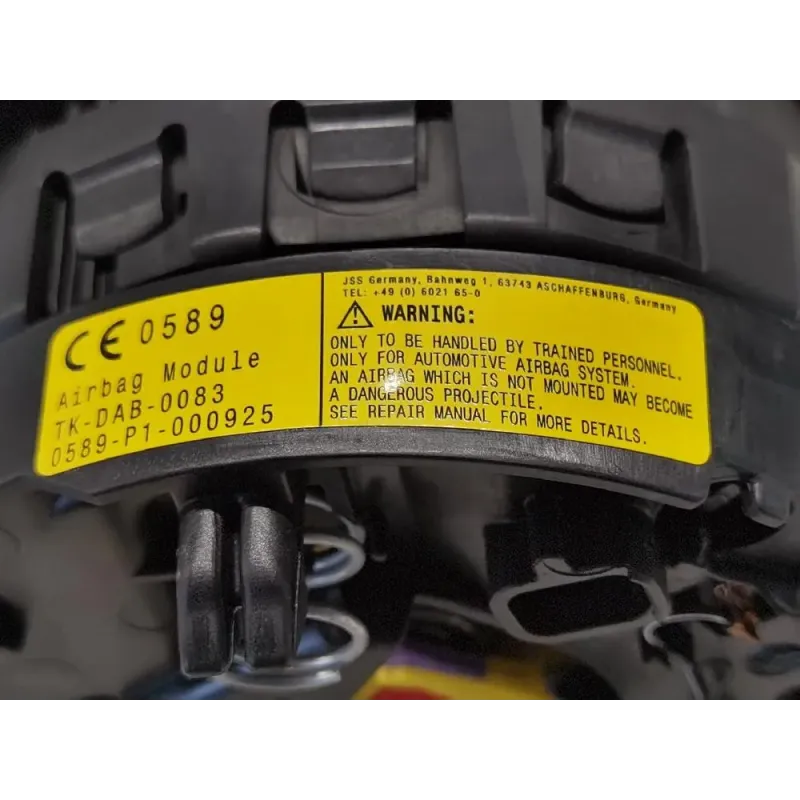 CE 0589
Airbag Module
TK-DAB-0083
0589-P1-000925
JSS Germany, Bahnweg 1, 63743 ASCHAFFENBURG, Germany
TEL: +49 (0) 6021 65-0
WARNING:
ONLY TO BE HANDLED BY TRAINED PERSONNEL.
ONLY FOR AUTOMOTIVE AIRBAG SYSTEM.
AN AIRBAG WHICH IS NOT MOUNTED MAY BECOME
A DANGEROUS PROJECTILE.
SEE REPAIR MANUAL FOR MORE DETAILS.